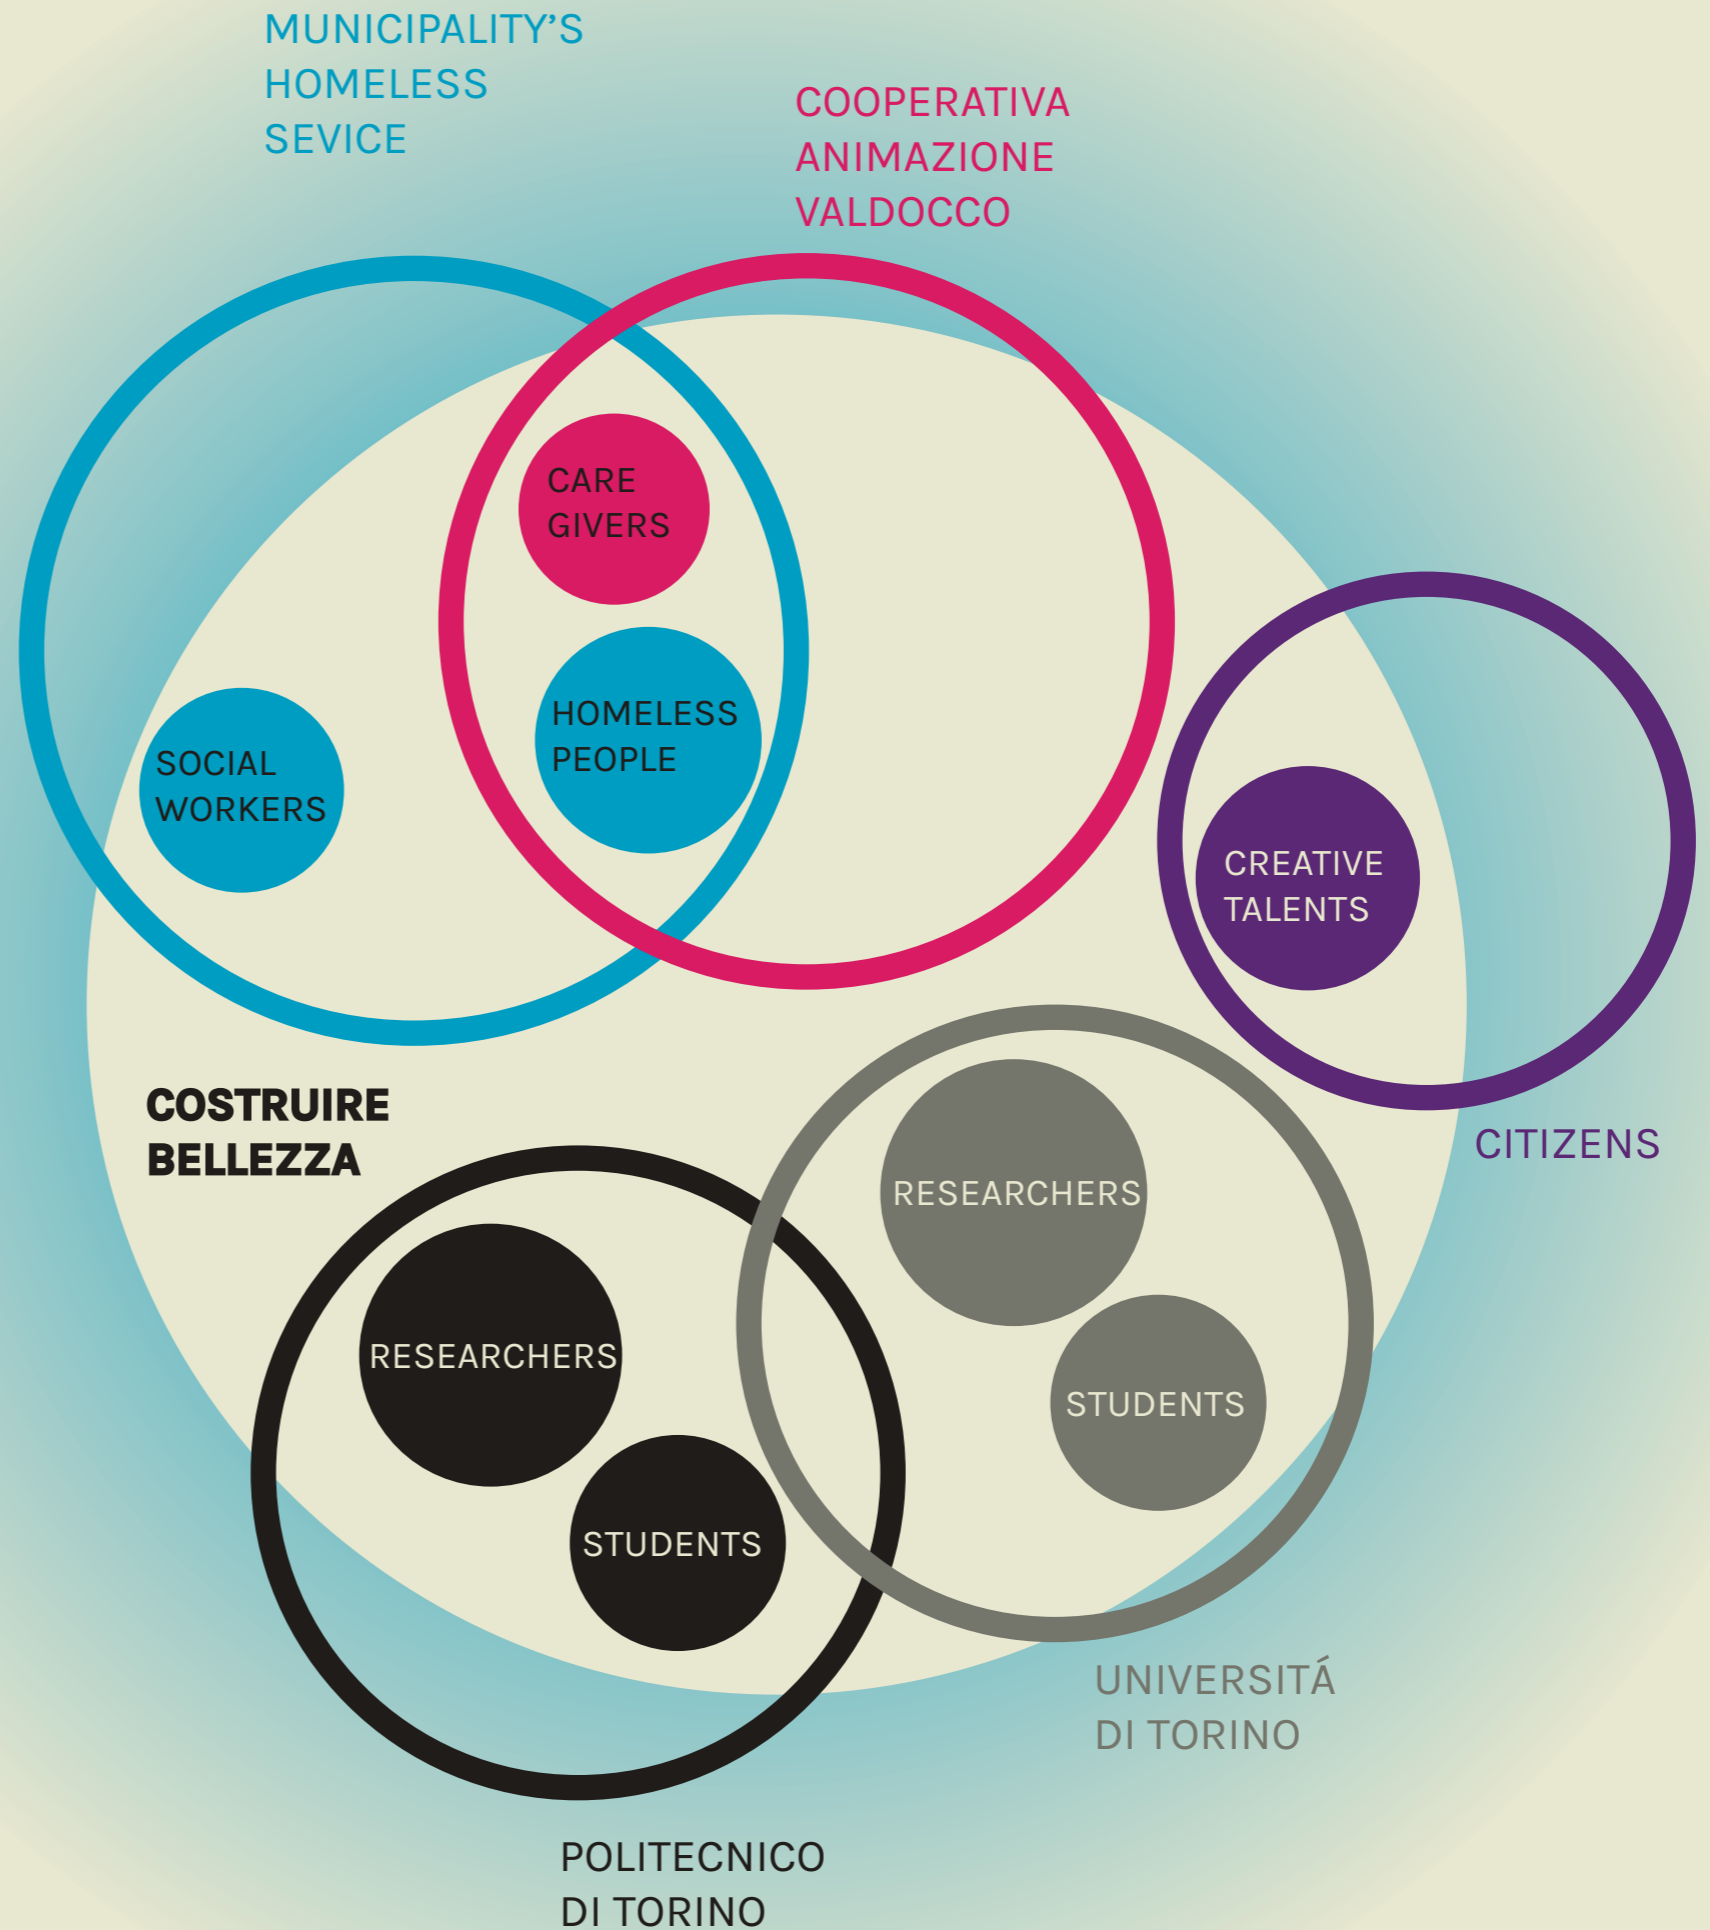 MUNICIPALITY’S
HOMELESS
SEVICE
COOPERATIVA
ANIMAZIONE
VALDOCCO
CARE
GIVERS
HOMELESS
PEOPLE
SOCIAL
WORKERS
CREATIVE
TALENTS
COSTRUIRE
BELLEZZA
CITIZENS
RESEARCHERS
STUDENTS
RESEARCHERS
STUDENTS
UNIVERSITÁ
DI TORINO
POLITECNICO
DI TORINO